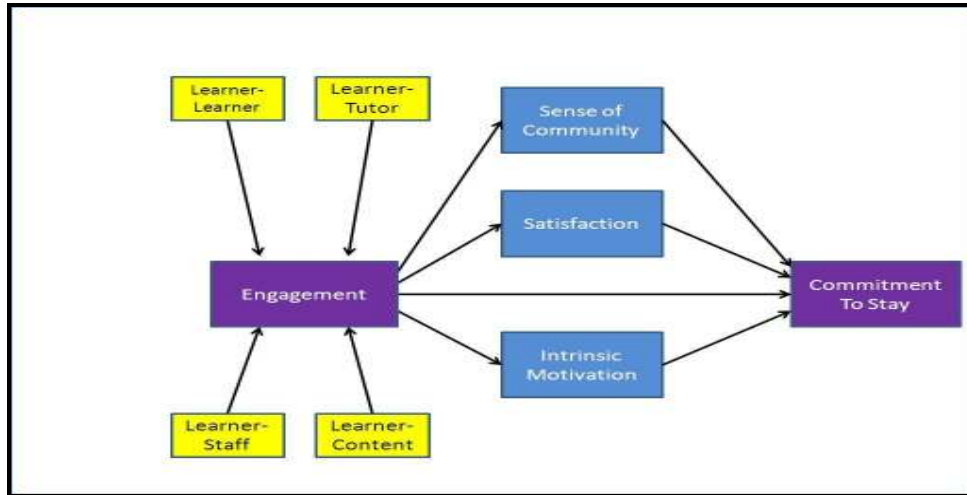 Learner-
Learner
Learner-
Tutor
Sense of
Community
Satisfaction
Engagement
Commitment
To Stay
Intrinsic
Motivation
Learner-
Staff
Learner-
Content